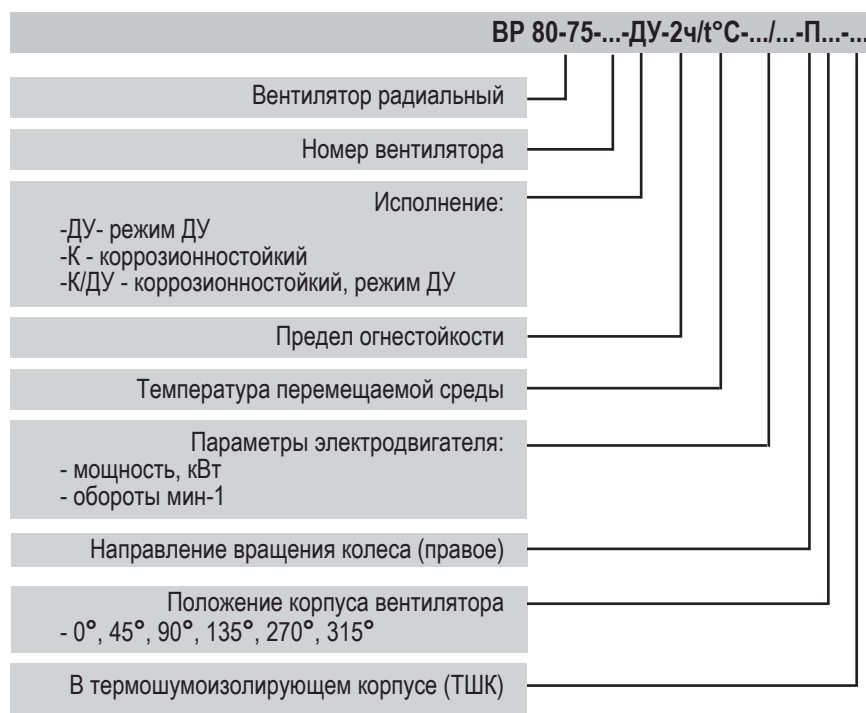 ВР 80-75-...-ДУ-2ч/t°С-.../...-П...-...
Вентилятор радиальный
Номер вентилятора
Исполнение:
-ДУ- режим ДУ
-К - коррозионностойкий
-К/ДУ - коррозионностойкий, режим ДУ
Предел огнестойкости
Температура перемещаемой среды
Параметры электродвигателя:
- мощность, кВт
- обороты мин-1
Направление вращения колеса (правое)
Положение корпуса вентилятора
- 0°, 45°, 90°, 135°, 270°, 315°
В термошумоизолирующем корпусе (ТШК)